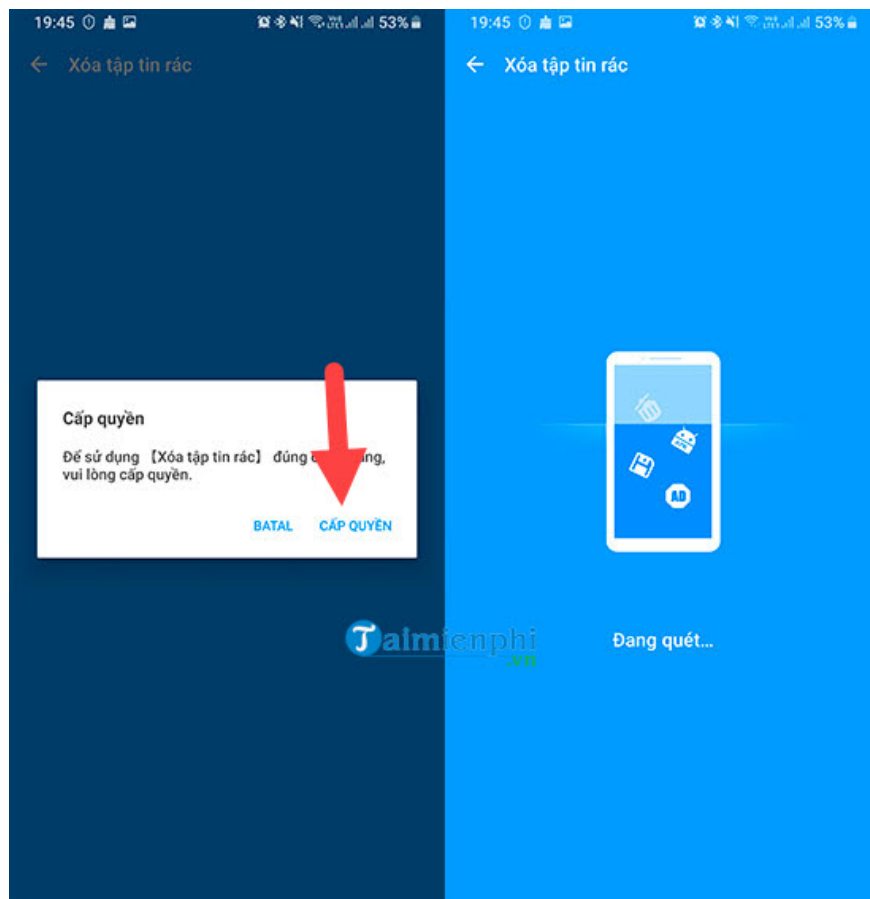 19:45
53%
Xóa tập tin rác
Cấp quyền
Để sử dụng 【Xóa tập tin rác】 đúng
vui lòng cấp quyền.
BATAL CẤP QUYỀN
19:45
53%
Xóa tập tin rác
AD
Đang quét...
Taimienphi
.vn